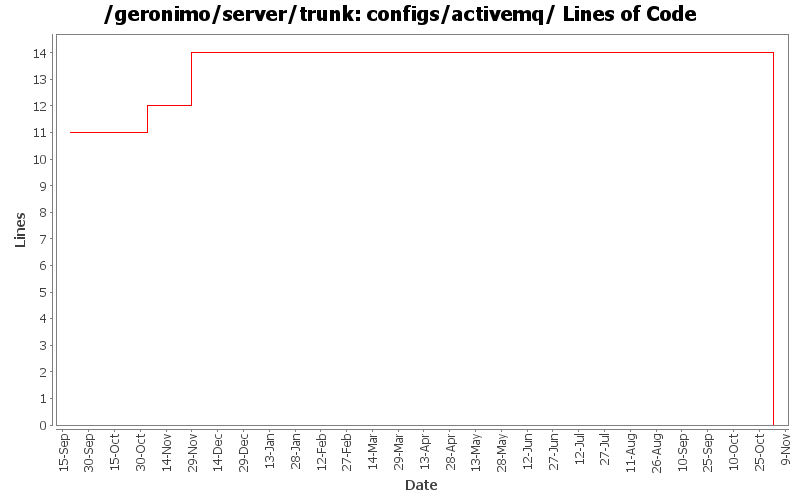 /geronimo/server/trunk: configs/activemq/ Lines of Code
14
13
12
11
10
9
8
7
6
5
4
3
2
1
0
Lines
15-Sep
30-Sep
15-Oct
30-Oct
14-Nov
29-Nov
14-Dec
29-Dec
13-Jan
28-Jan
12-Feb
27-Feb
14-Mar
29-Mar
13-Apr
28-Apr
13-May
28-May
12-Jun
27-Jun
12-Jul
27-Jul
11-Aug
26-Aug
10-Sep
25-Sep
10-Oct
25-Oct
9-Nov
Date